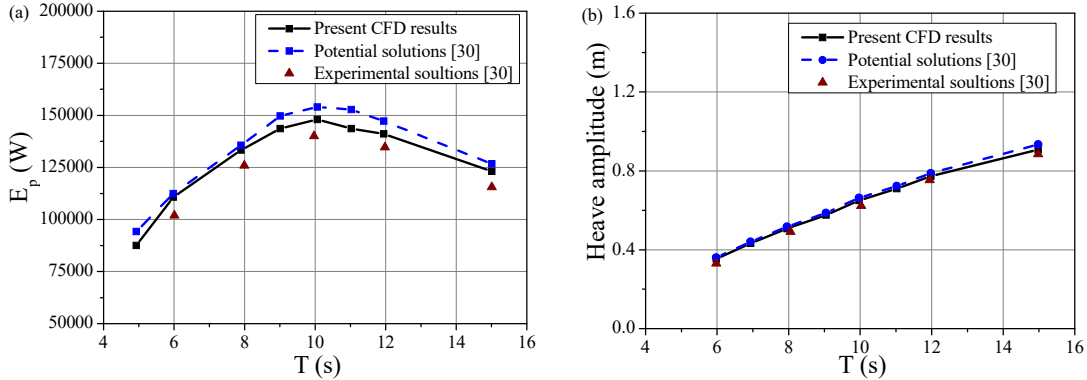 (a)
200000
175000
150000
125000
100000
75000
50000
E_p (W)
Present CFD results
Potential solutions [30]
Experimental soultions [30]
4 6 8 10 12 14 16
T (s)
(b)
1.6
1.2
0.8
0.4
0.0
Heave amplitude (m)
Present CFD results
Potential solutions [30]
Experimental soultions [30]
4 6 8 10 12 14 16
T (s)